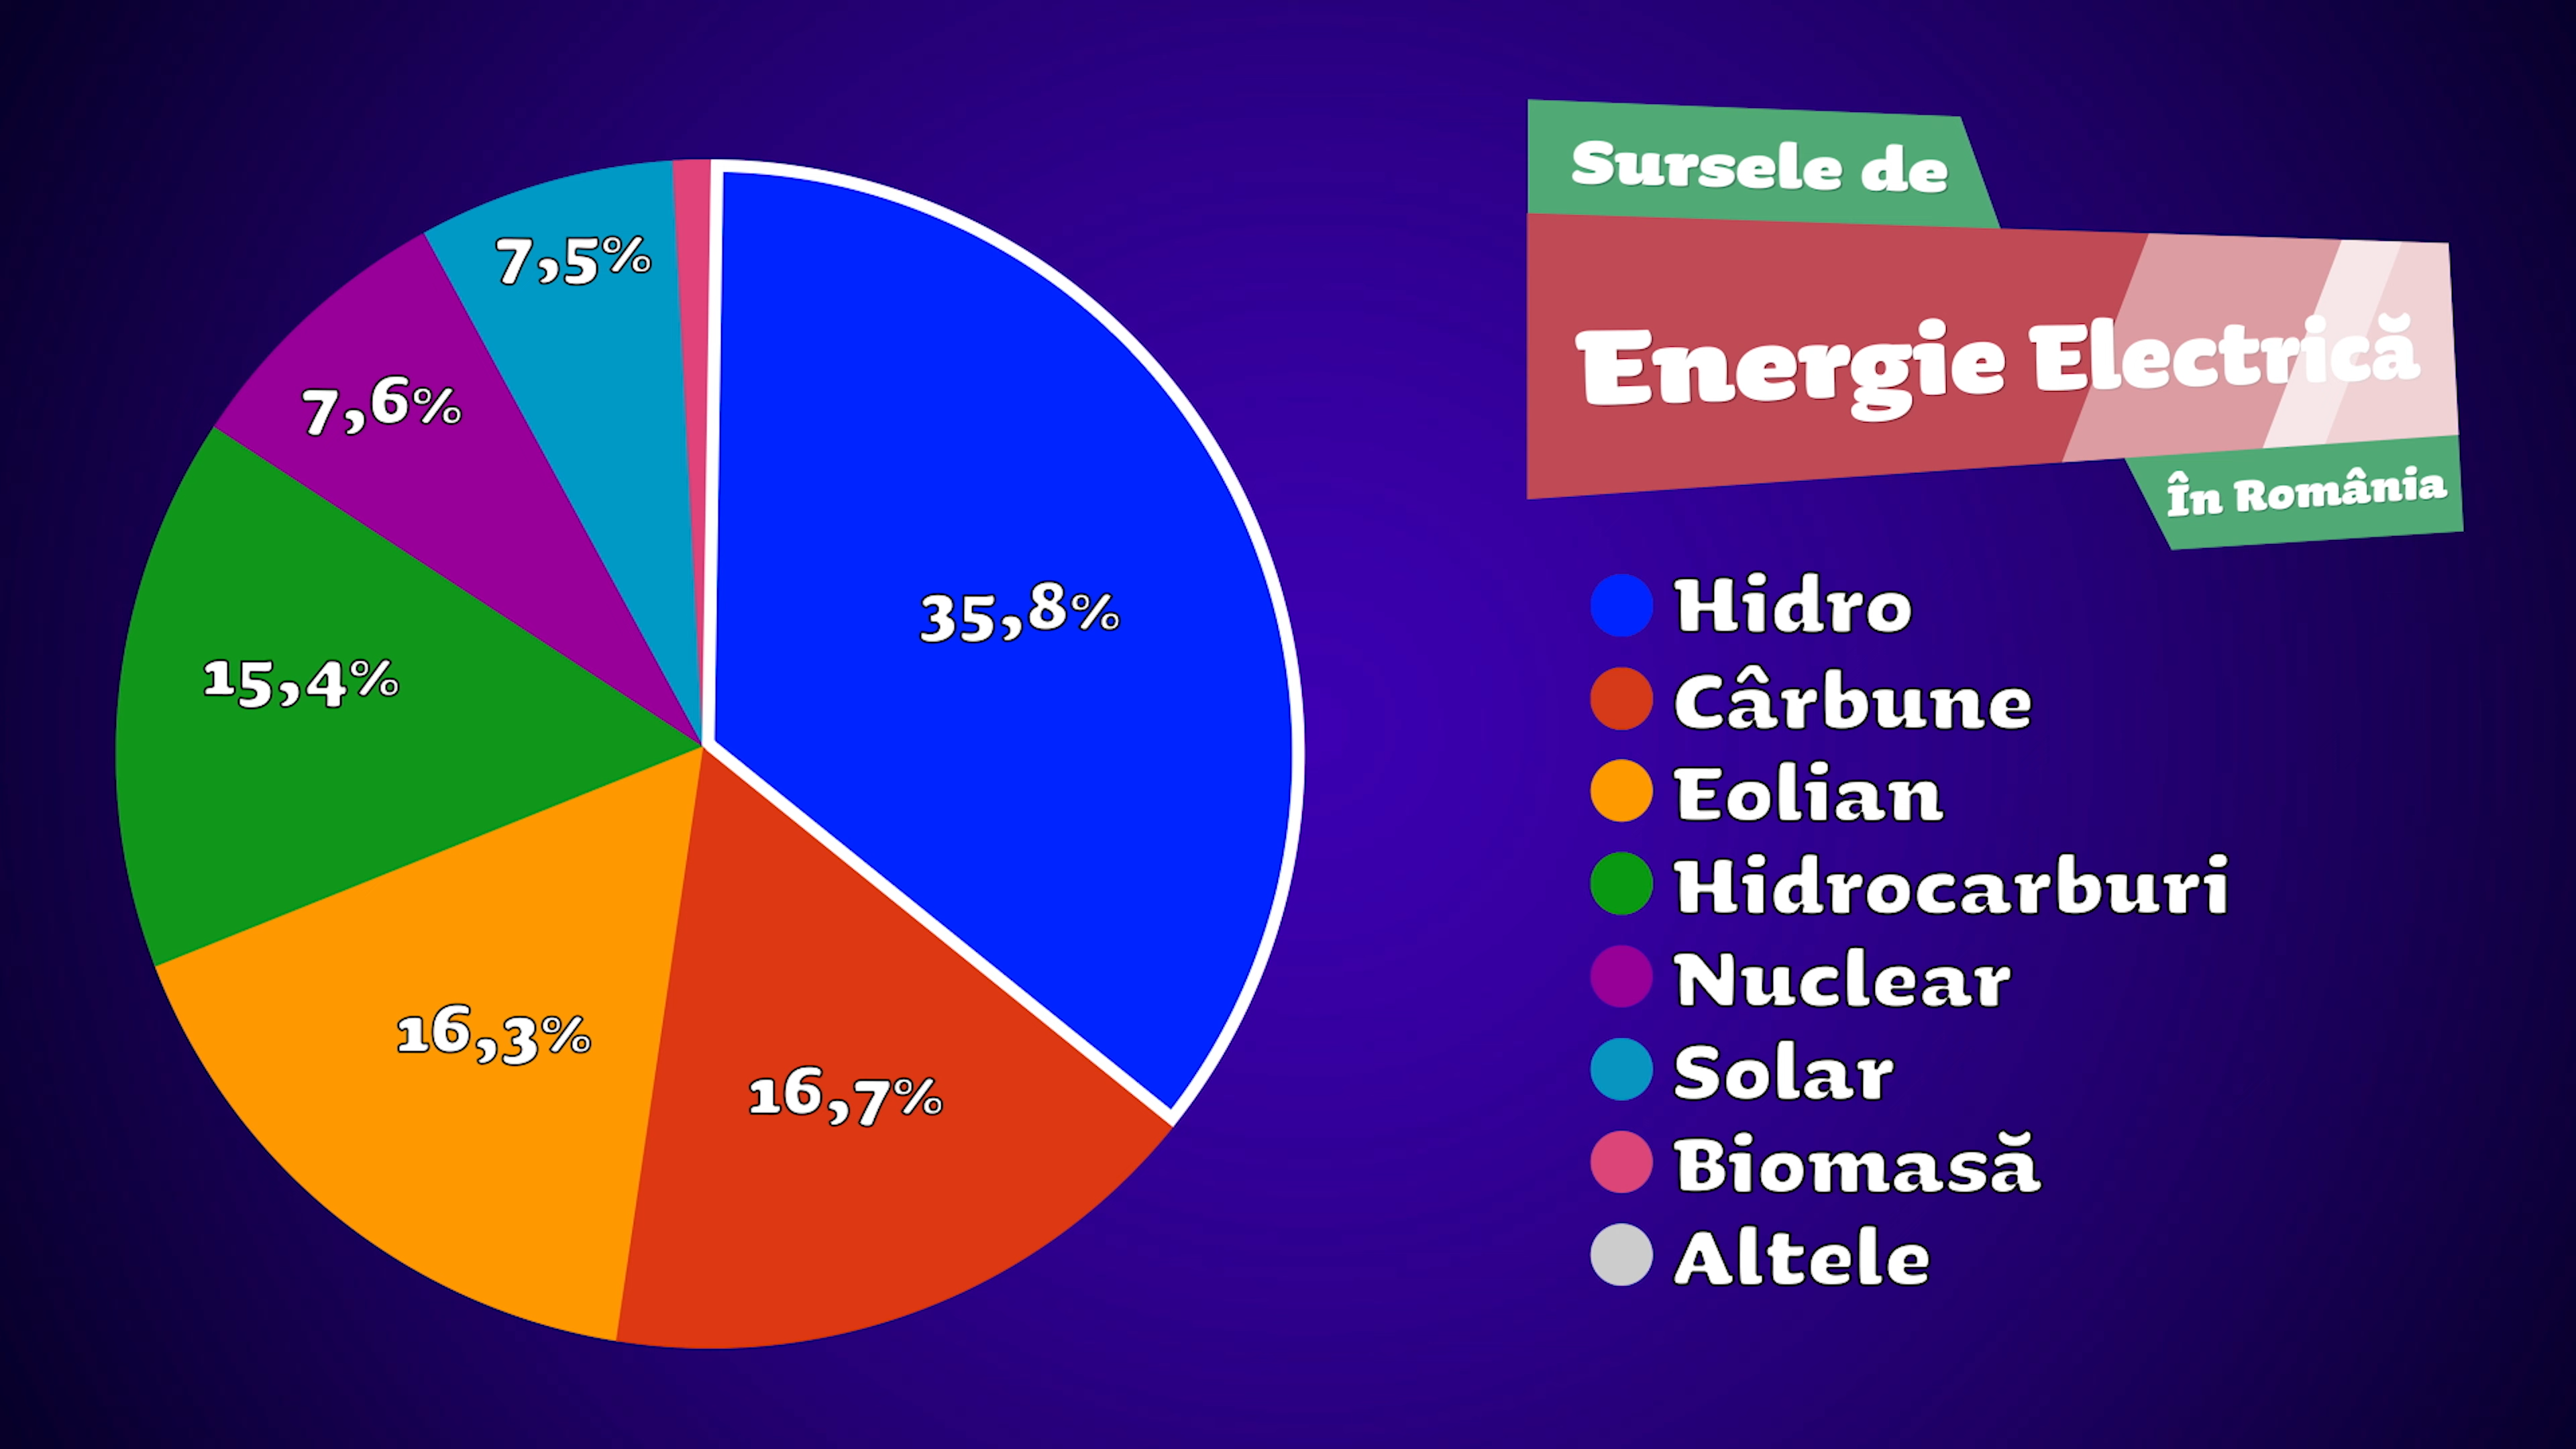 Sursele de
Energie Electrică
În România
7,5%
7,6%
35,8%
15,4%
16,3%
16,7%
Hidro
Cârbune
Eolian
Hidrocarburi
Nuclear
Solar
Biomasă
Altele